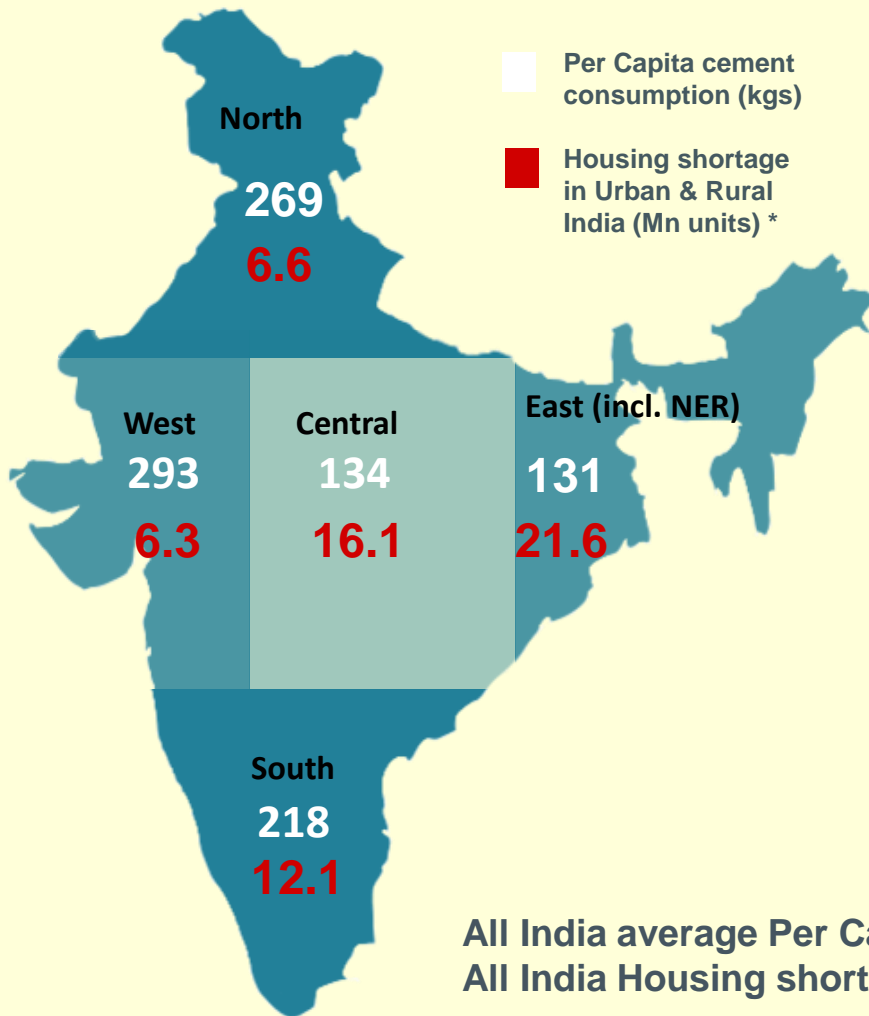 Per Capita cement
consumption (kgs)
Housing shortage
in Urban & Rural
India (Mn units) *
North
269
6.6
West
293
6.3
Central
134
16.1
East (incl. NER)
131
21.6
South
218
12.1
All India average Per
All India Housing